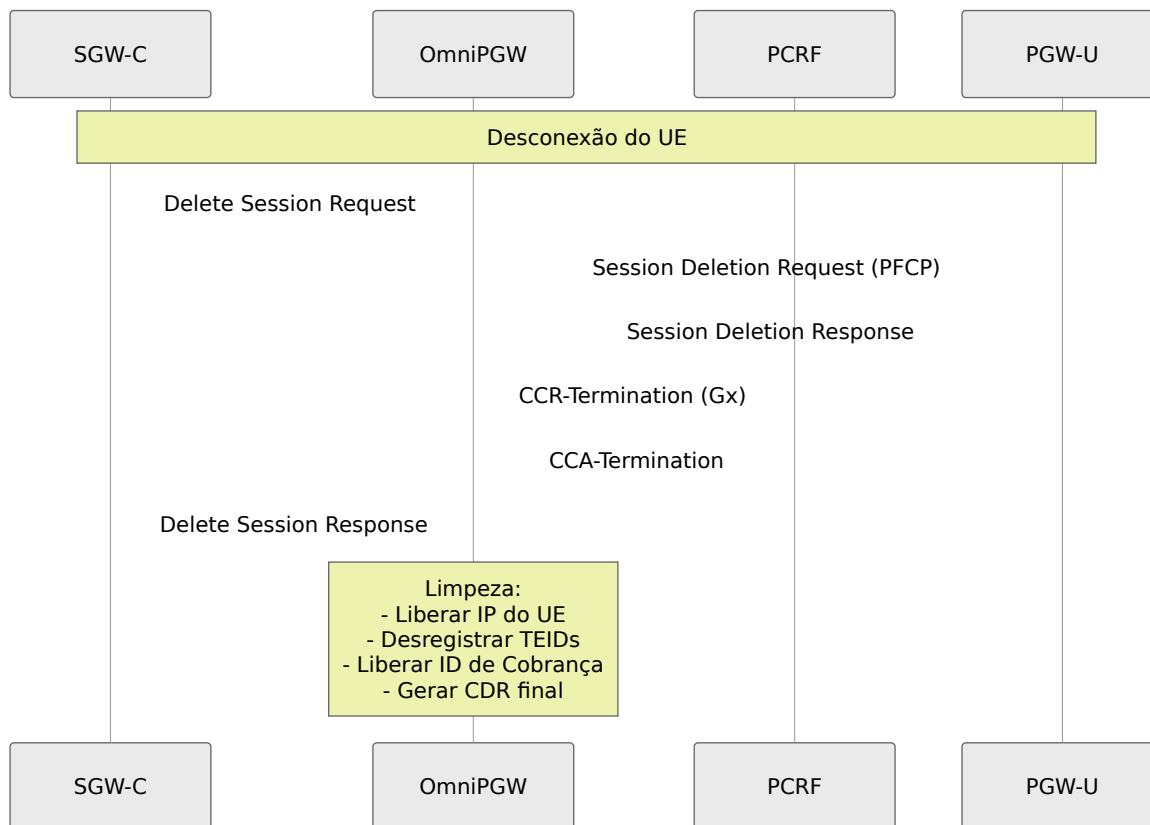 SGW-C
OmniPGW
PCRF
PGW-U
Desconexão do UE
Delete Session Request
Session Deletion Request (PFCP)
Session Deletion Response
CCR-Termination (Gx)
CCA-Termination
Delete Session Response
Limpeza:
- Liberar IP do UE
- Desregistrar TEIDs
- Liberar ID de Cobrança
- Gerar CDR final
SGW-C
OmniPGW
PCRF
PGW-U